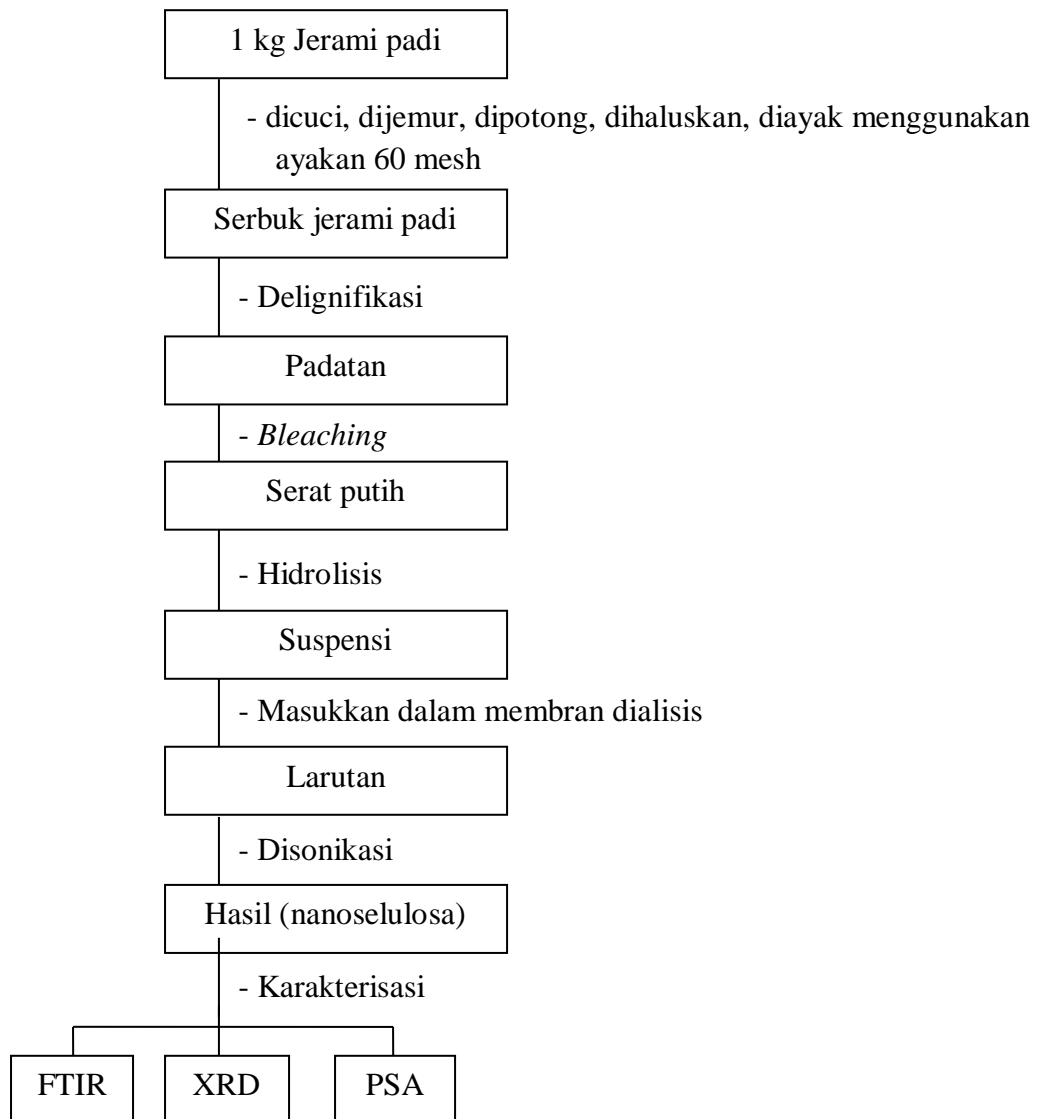 1 kg Jerami padi
- dicuci, dijemur, dipotong, dihaluskan, diayak menggunakan
ayakan 60 mesh
Serbuk jerami padi
- Delignifikasi
Padatan
- Bleaching
Serat putih
- Hidrolisis
Suspensi
- Masukkan dalam membran dialisis
Larutan
- Disonikasi
Hasil (nanoselulosa)
- Karakterisasi
FTIR XRD PSA